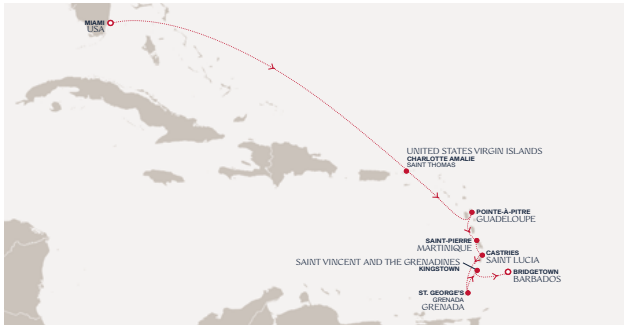 MIAMI
USA
UNITED STATES VIRGIN ISLANDS
CHARLOTTE AMALIE
SAINT THOMAS
POINTE-À-PITRE
GUADELOUPE
SAINT-PIERRE
MARTINIQUE
CASTRIES
SAINT LUCIA
SAINT VINCENT AND THE GRENADINES
KINGSTOWN
BRIDGETOWN
BARBADOS
ST. GEORGE'S
GRENADA
GRENADA